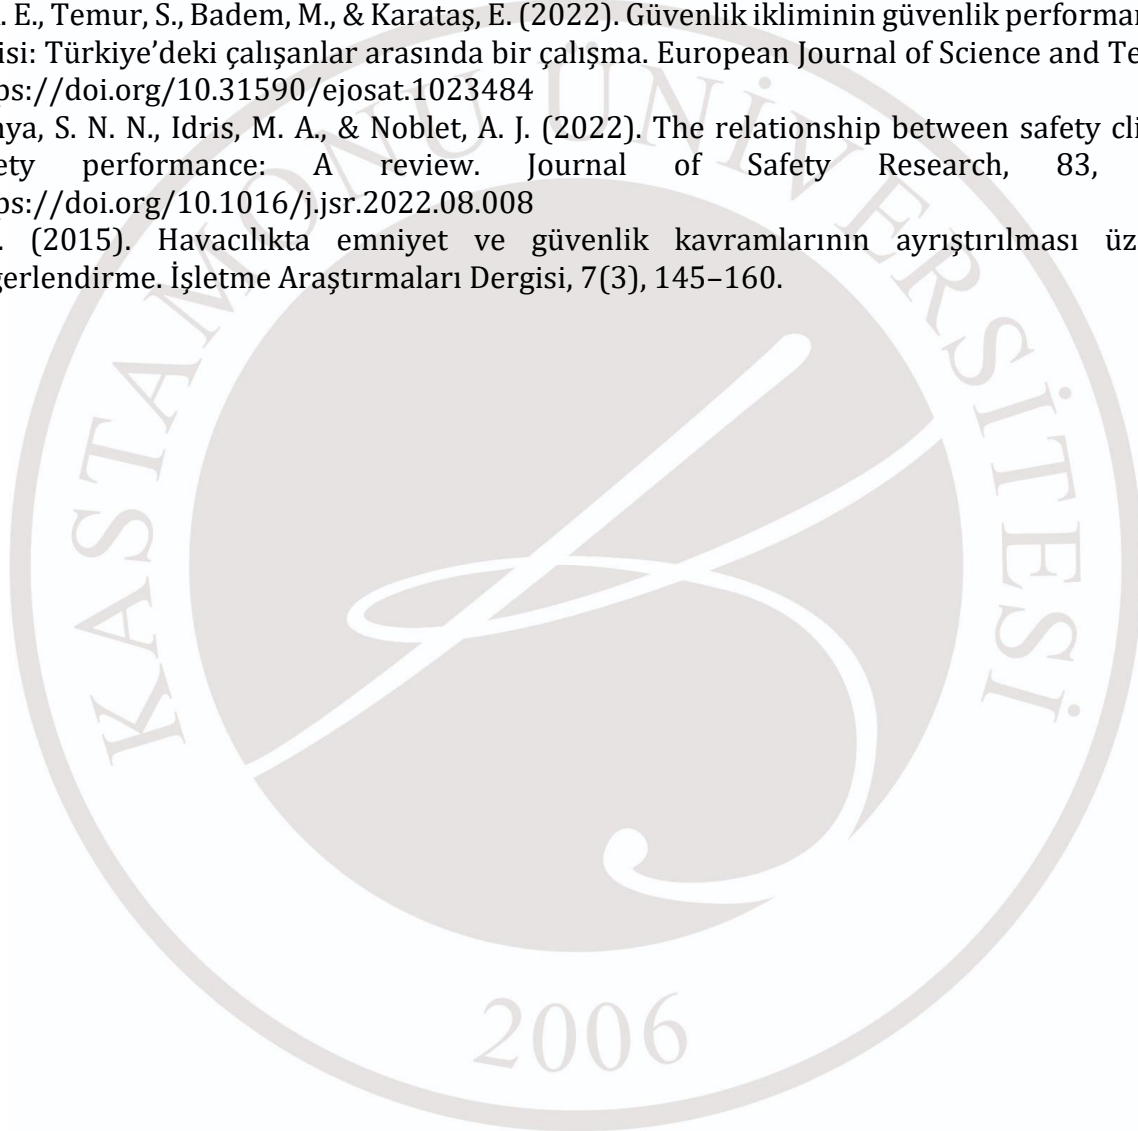 . E., Temur, S., Badem, M., & Karataş, E. (2022). Güvenlik ikliminin güvenlik performan
isi: Türkiye’deki çalışanlar arasında bir çalışma. European Journal of Science and Te
ps://doi.org/10.31590/ejosat.1023484
nya, S. N. N., Idris, M. A., & Noblet, A. J. (2022). The relationship between safety cli
ety performance: A review. Journal of Safety Research, 83,
ps://doi.org/10.1016/j.jsr.2022.08.008
. (2015). Havacılıkta emniyet ve güvenlik kavramlarının ayrıştırılması üz
ğerlendirme. İşletme Araştırmaları Dergisi, 7(3), 145–160.
KASTAMONU ÜNİVERSİTESİ
2006